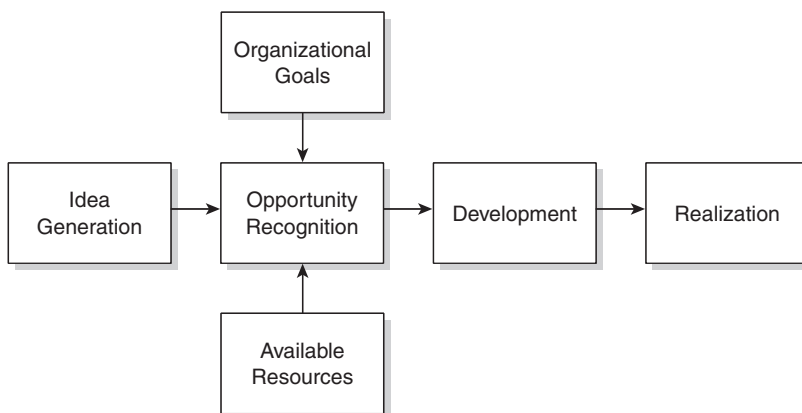 Organizational
Goals
Idea
Generation
Opportunity
Recognition
Development
Realization
Available
Resources